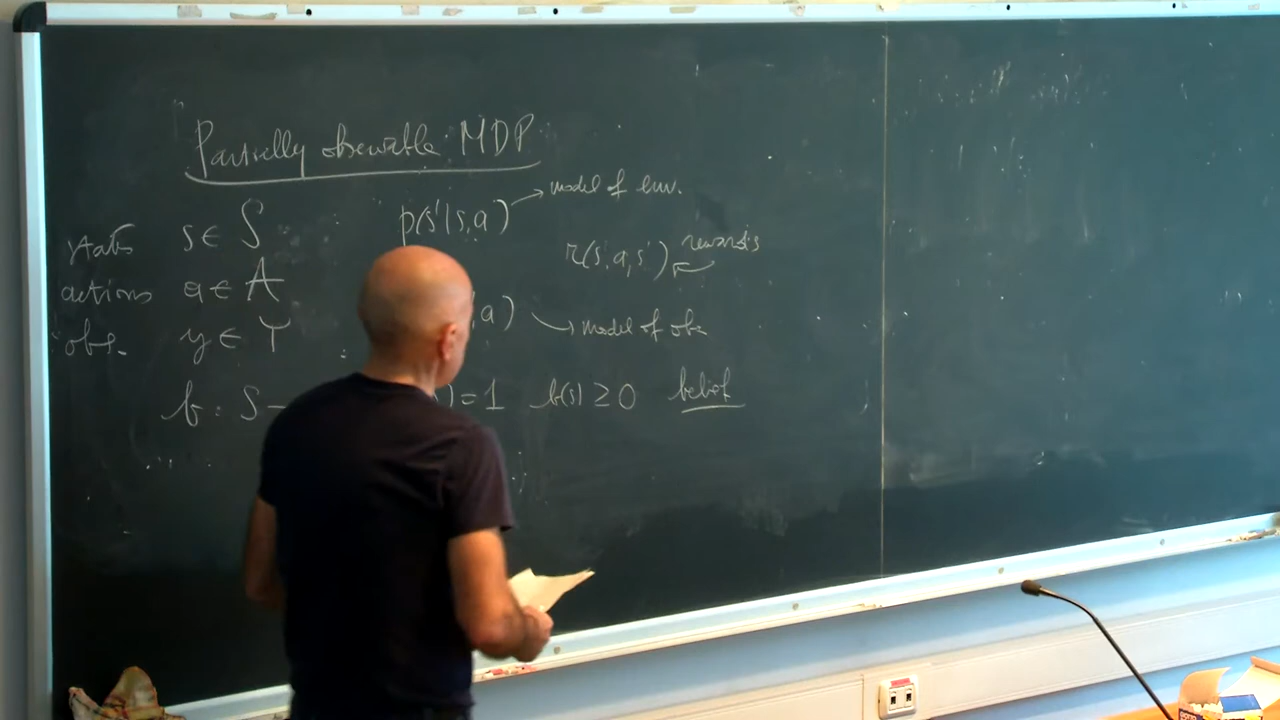 Partially observable MDP
p(s'|s,a) → model of env.
states s ∈ S
r(s,a,s') rewards
actions a ∈ A
,a) → model of obs
obs. y ∈ Y
b : S – ) = 1 b(s) ≥ 0 belief